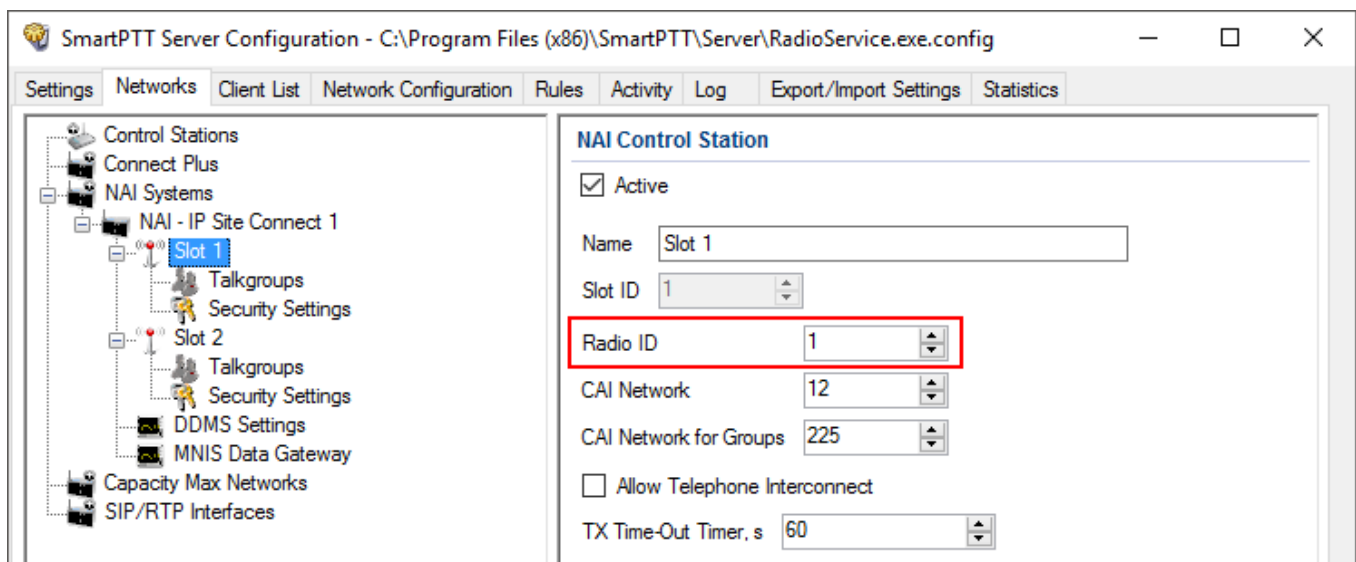 SmartPTT Server Configuration - C:\Program Files (x86)\SmartPTT\Server\RadioService.exe.config
Settings Networks Client List Network Configuration Rules Activity Log Export/Import Settings Statistics
Control Stations
Connect Plus
NAI Systems
NAI - IP Site Connect 1
Slot 1
Talkgroups
Security Settings
Slot 2
Talkgroups
Security Settings
DDMS Settings
MNIS Data Gateway
Capacity Max Networks
SIP/RTP Interfaces
NAI Control Station
Active
Name Slot 1
Slot ID 1
Radio ID 1
CAI Network 12
CAI Network for Groups 225
Allow Telephone Interconnect
TX Time-Out Timer, s 60